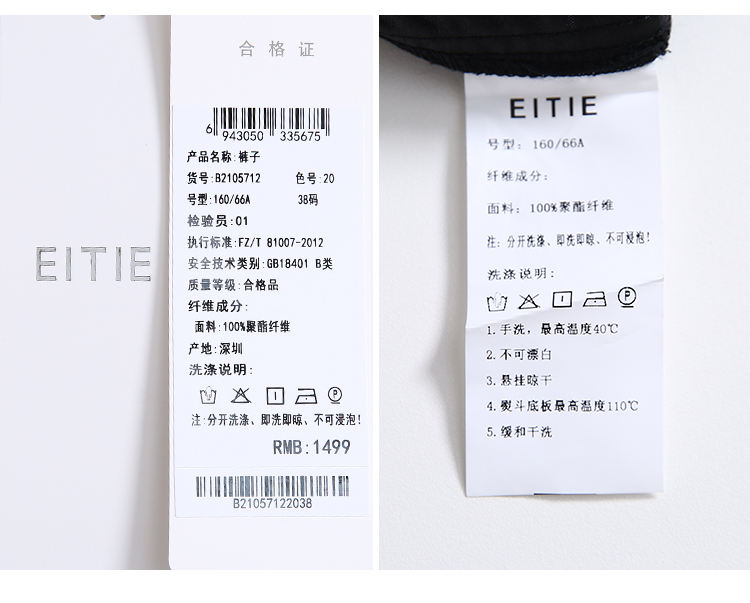 EITIE
合格证
6 943050 335675
产品名称:裤子
货号:B2105712 色号:20
号型:160/66A 38码
检验员:01
执行标准:FZ/T 81007-2012
安全技术类别:GB18401 B类
质量等级:合格品
纤维成分:
面料:100%聚酯纤维
产地:深圳
洗涤说明:
注:分开洗涤、即洗即晾、不可浸泡!
RMB:1499
B21057122038
EITIE
号型: 160/66A
纤维成分:
面料: 100%聚酯纤维
注: 分开洗涤、即洗即晾、不可浸泡!
洗涤说明:
P
1.手洗, 最高温度40℃
2.不可漂白
3.悬挂晾干
4.熨斗底板最高温度110℃
5.缓和干洗